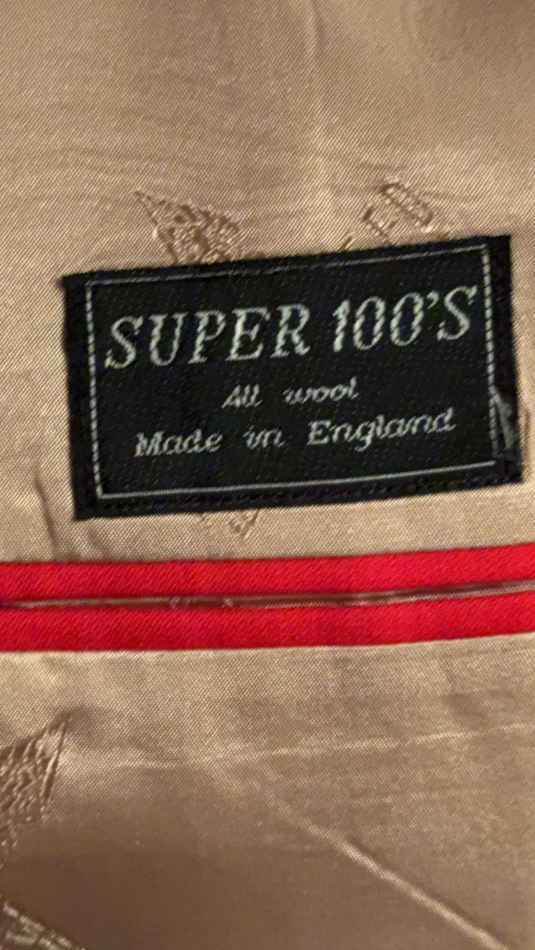 SUPER 100'S
All wool
Made in England